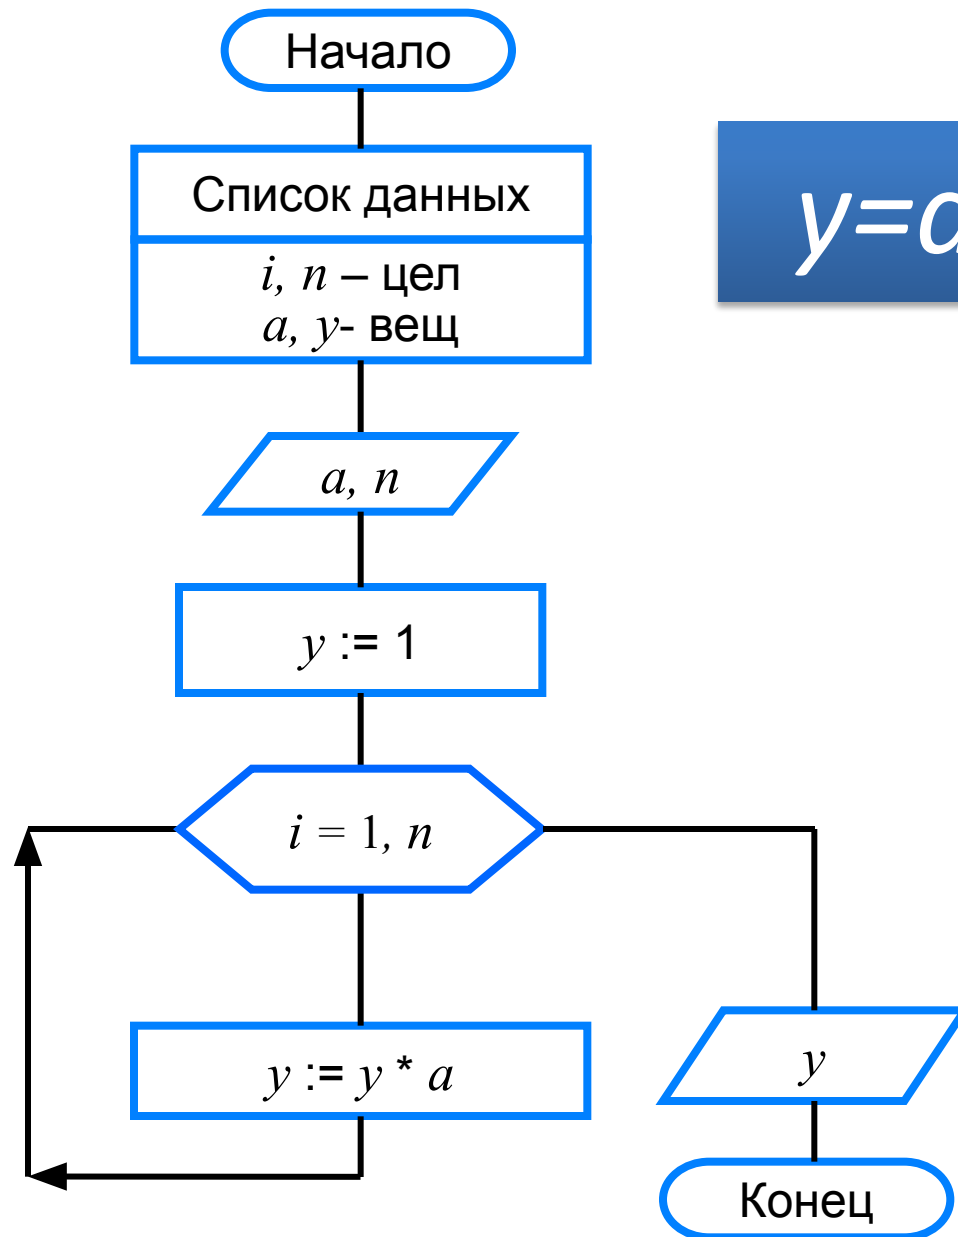 Начало
Список данных
y=a
i, n – цел
a, y- вещ
a, n
y := 1
i = 1, n
y := y * a
y
Конец